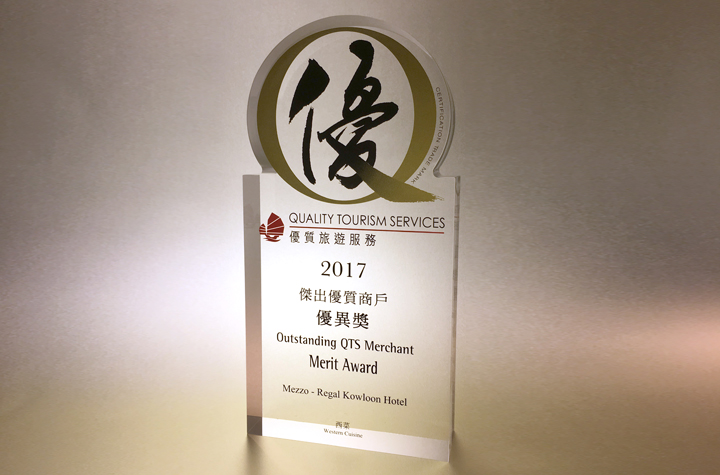 優
CERTIFICATION TRADE MARK
QUALITY TOURISM SERVICES
優質旅遊服務
2017
傑出優質商戶
優異獎
Outstanding QTS Merchant
Merit Award
Mezzo - Regal Kowloon Hotel
西菜
Western Cuisine